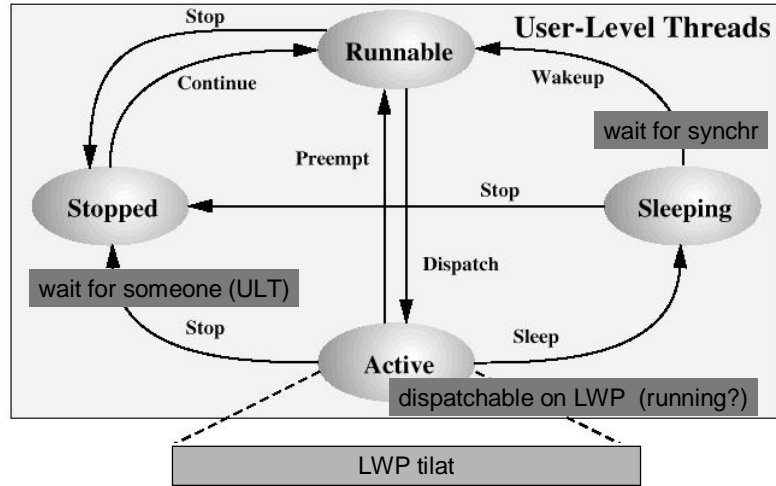 Stop
User-Level Threads
Runnable
Continue
Wakeup
wait for synchr
Preempt
Stop
Stopped
Sleeping
Dispatch
wait for someone (ULT)
Stop
Sleep
Active
dispatchable on LWP (running?)
LWP tilat